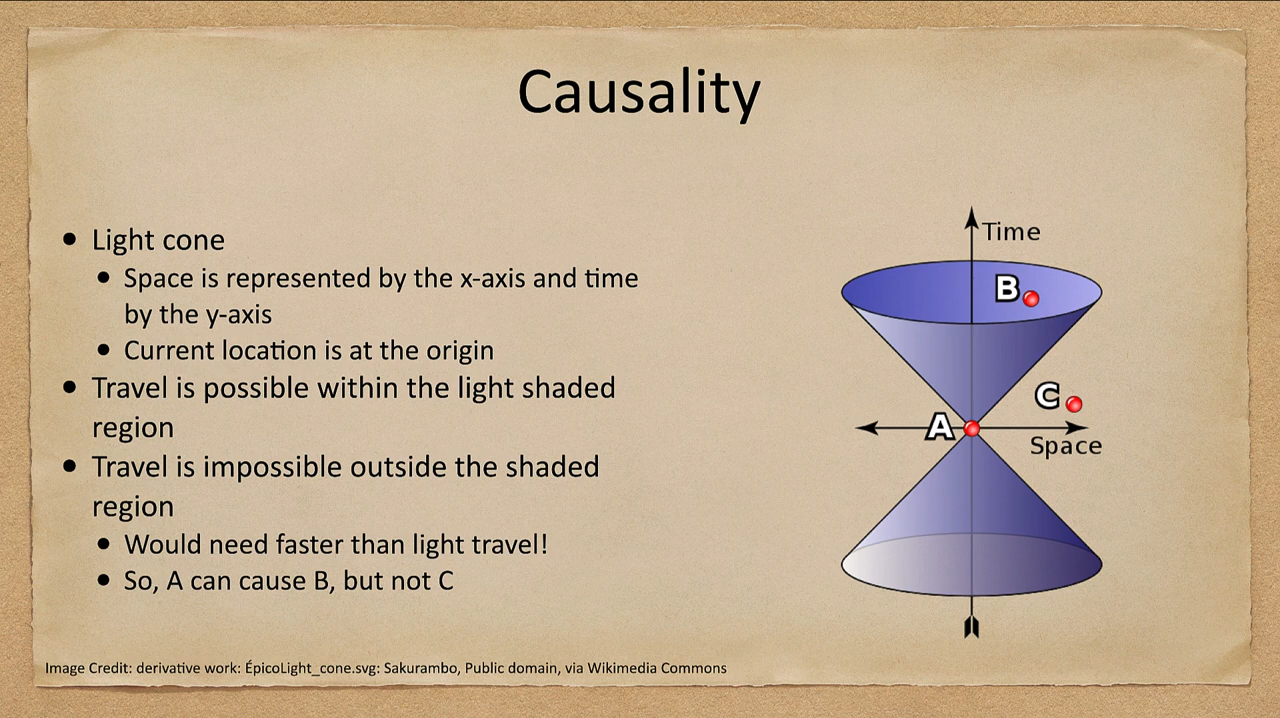 Causality
• Light cone
• Space is represented by the x-axis and time
by the y-axis
• Current location is at the origin
• Travel is possible within the light shaded
region
• Travel is impossible outside the shaded
region
• Would need faster than light travel!
• So, A can cause B, but not C
Time
B
C
A
Space
Image Credit: derivative work: ÉpicoLight_cone.svg: Sakurambo, Public domain, via Wikimedia Commons